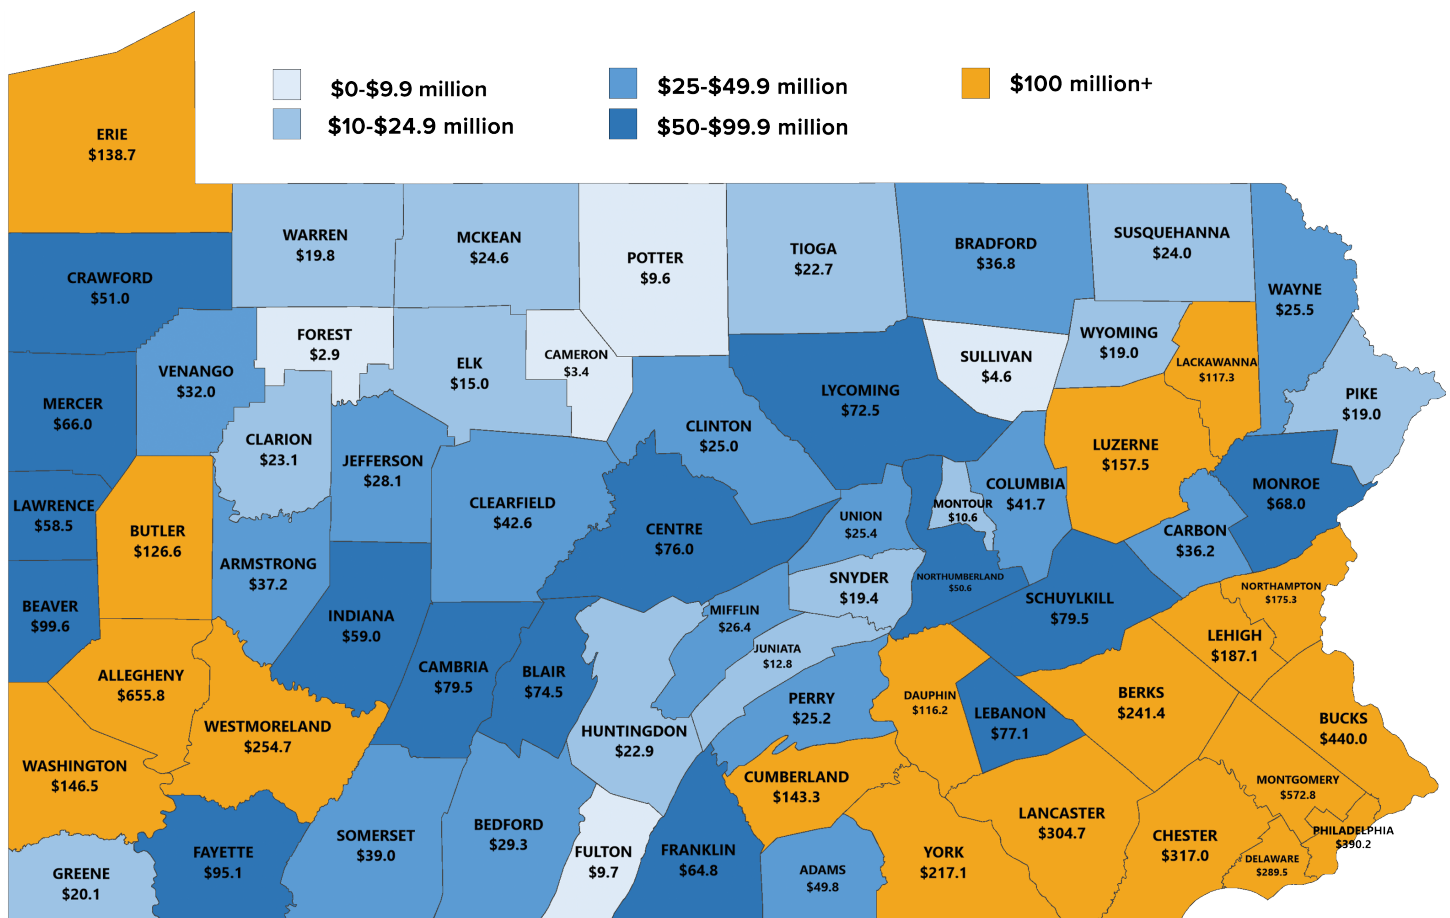 $0-$9.9 million
$10-$24.9 million
$25-$49.9 million
$50-$99.9 million
$100 million+
ERIE
$138.7
CRAWFORD
$51.0
WARREN
$19.8
MCKEAN
$24.6
POTTER
$9.6
TIOGA
$22.7
BRADFORD
$36.8
SUSQUEHANNA
$24.0
WAYNE
$25.5
FOREST
$2.9
VENANGO
$32.0
ELK
$15.0
CAMERON
$3.4
SULLIVAN
$4.6
WYOMING
$19.0
LACKAWANNA
$117.3
PIKE
$19.0
MERCER
$66.0
CLARION
$23.1
JEFFERSON
$28.1
CLINTON
$25.0
LYCOMING
$72.5
LUZERNE
$157.5
LAWRENCE
$58.5
BUTLER
$126.6
CLEARFIELD
$42.6
CENTRE
$76.0
UNION
$25.4
MONTOUR
$10.6
COLUMBIA
$41.7
MONROE
$68.0
CARBON
$36.2
ARMSTRONG
$37.2
BEAVER
$99.6
INDIANA
$59.0
SNYDER
$19.4
NORTHUMBERLAND
$50.6
SCHUYLKILL
$79.5
NORTHAMPTON
$175.3
LEHIGH
$187.1
MIFFLIN
$26.4
JUNIATA
$12.8
ALLEGHENY
$655.8
CAMBRIA
$79.5
BLAIR
$74.5
PERRY
$25.2
DAUPHIN
$116.2
LEBANON
$77.1
BERKS
$241.4
BUCKS
$440.0
WESTMORELAND
$254.7
HUNTINGDON
$22.9
WASHINGTON
$146.5
CUMBERLAND
$143.3
MONTGOMERY
$572.8
LANCASTER
$304.7
PHILADELPHIA
$390.2
CHESTER
$317.0
DELAWARE
$289.5
GREENE
$20.1
FAYETTE
$95.1
SOMERSET
$39.0
BEDFORD
$29.3
FULTON
$9.7
FRANKLIN
$64.8
ADAMS
$49.8
YORK
$217.1